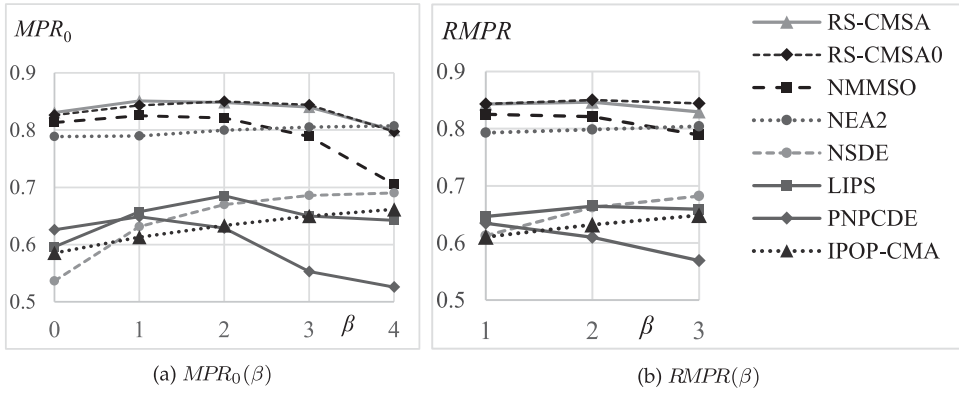 MPR₀
0.9
0.8
0.7
0.6
0.5
0 1 2 3 β 4
(a) MPR₀(β)
RMPR
0.9
0.8
0.7
0.6
0.5
1 2 β 3
(b) RMPR(β)
RS-CMSA
RS-CMSA0
NMMSO
NEA2
NSDE
LIPS
PNPCDE
IPOP-CMA